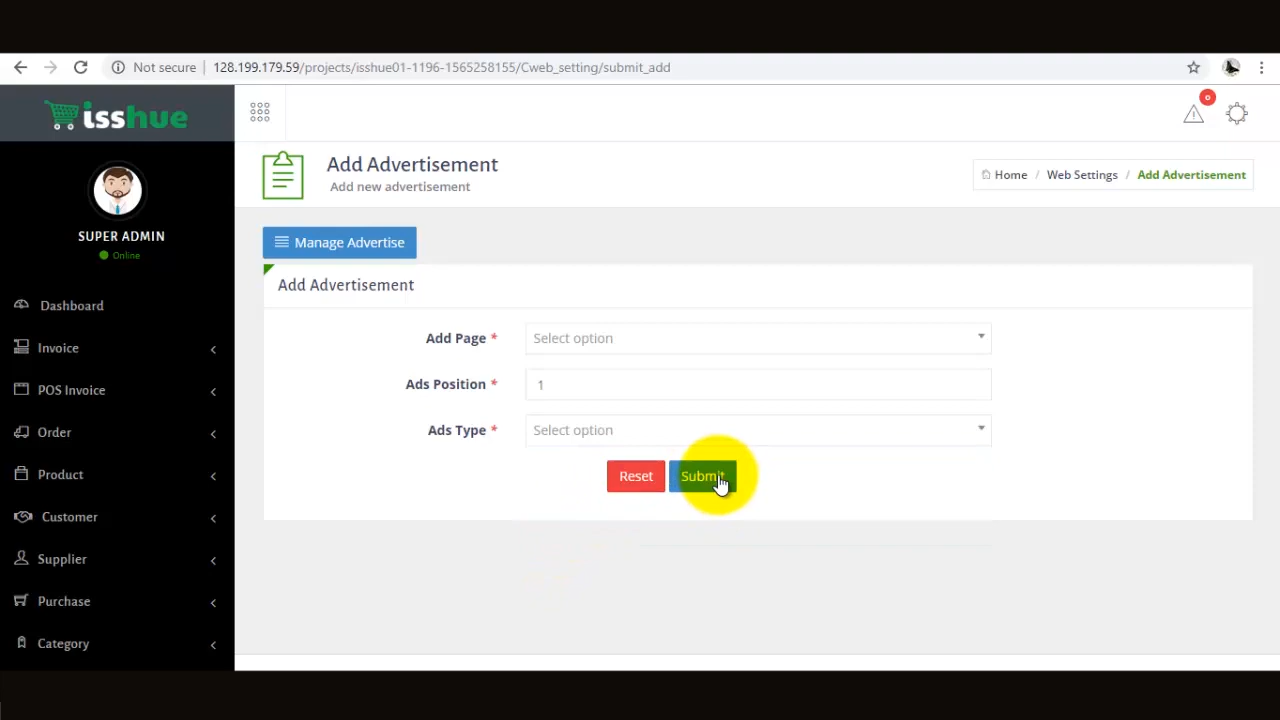 Not secure | 128.199.179.59/projects/isshue01-1196-1565258155/Cweb_setting/submit_add
isshue
0
Add Advertisement
Add new advertisement
Home / Web Settings / Add Advertisement
SUPER ADMIN
Online
Manage Advertise
Add Advertisement
Dashboard
Invoice
POS Invoice
Order
Product
Customer
Supplier
Purchase
Category
Add Page *
Select option
Ads Position *
1
Ads Type *
Select option
Reset
Submit